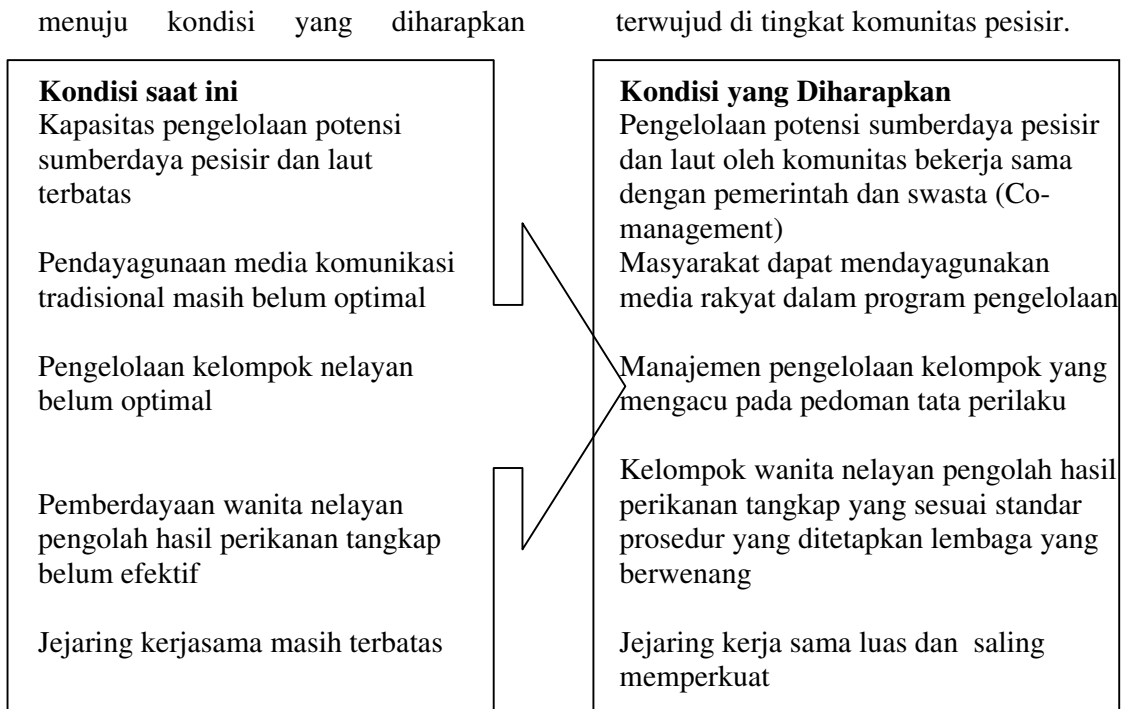 menuju kondisi yang diharapkan
terwujud di tingkat komunitas pesisir.
Kondisi saat ini
Kapasitas pengelolaan potensi
sumberdaya pesisir dan laut
terbatas
Pendayagunaan media komunikasi
tradisional masih belum optimal
Pengelolaan kelompok nelayan
belum optimal
Pemberdayaan wanita nelayan
pengolah hasil perikanan tangkap
belum efektif
Jejaring kerjasama masih terbatas
Kondisi yang Diharapkan
Pengelolaan potensi sumberdaya pesisir
dan laut oleh komunitas bekerja sama
dengan pemerintah dan swasta (Co-
management)
Masyarakat dapat mendayagunakan
media rakyat dalam program pengelolaan
Manajemen pengelolaan kelompok yang
mengacu pada pedoman tata perilaku
Kelompok wanita nelayan pengolah hasil
perikanan tangkap yang sesuai standar
prosedur yang ditetapkan lembaga yang
berwenang
Jejaring kerja sama luas dan saling
memperkuat